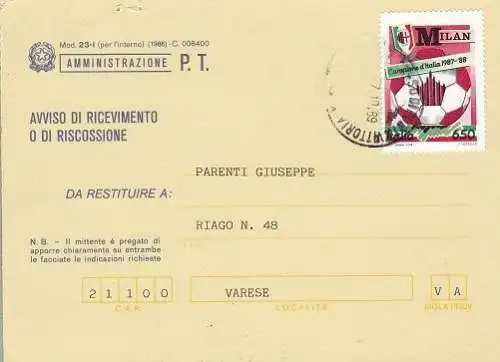 Mod. 23-I (per l'interno) (1986) -C. 008400
AMMINISTRAZIONE P. T.
MILAN
Campione d'Italia 1987-88
Italia 650
AVVISO DI RICEVIMENTO
O DI RISCOSSIONE
PARENTI GIUSEPPE
DA RESTITUIRE A:
RIAGO N. 48
N. B. – Il mittente è pregato di
apporre chiaramente su entrambe
le facciate le indicazioni richieste
21100 VARESE V A
C.A.P. LOCALITÀ SIGLA PROV.